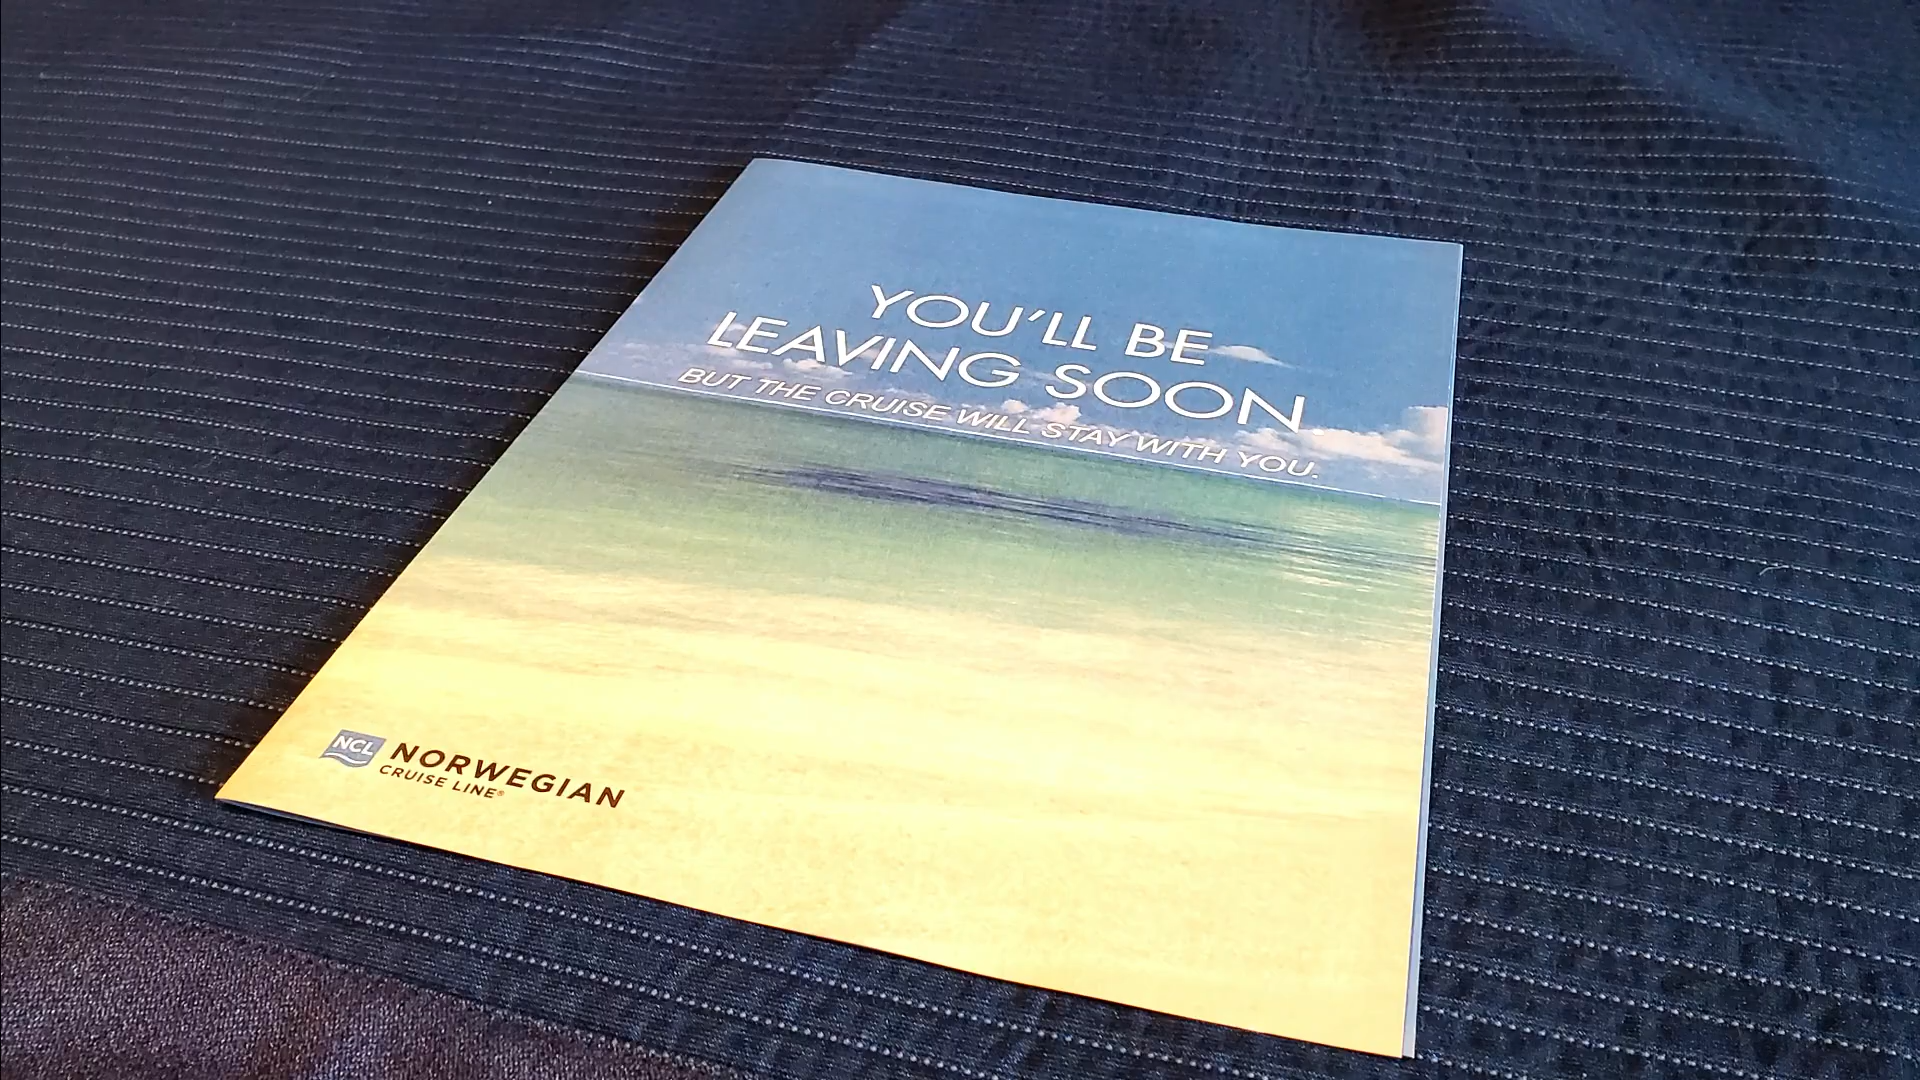 YOU'LL BE
LEAVING SOON
BUT THE CRUISE WILL STAY WITH YOU.
NCL
NORWEGIAN
CRUISE LINE®